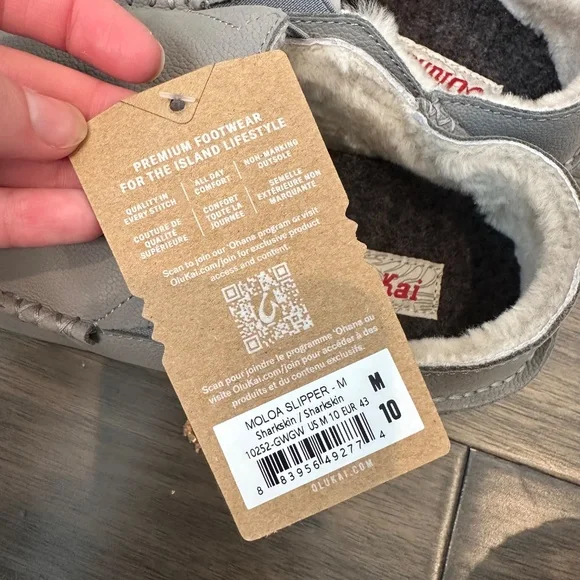 PREMIUM FOOTWEAR
FOR THE ISLAND LIFESTYLE
QUALITY IN
EVERY STITCH
ALL DAY
COMFORT
NON-MARKING
OUTSOLE
COUTURE DE
QUALITÉ
SUPÉRIEURE
CONFORT
TOUTE LA
JOURNÉE
SEMELLE
EXTÉRIEURE NON
MARQUANTE
Scan to join our 'Ohana program or visit
OluKai.com/join for exclusive product
access and content.
Scan pour rejoindre le programme 'Ohana ou
visite OluKai.com/join pour accéder à des
produits et du contenu exclusifs.
MOLOA SLIPPER - M
Sharkskin / Sharkskin
10252-GWGW US M 10 EUR 43
M
10
8 83956 49277 4
OLUKAI.COM
Kai